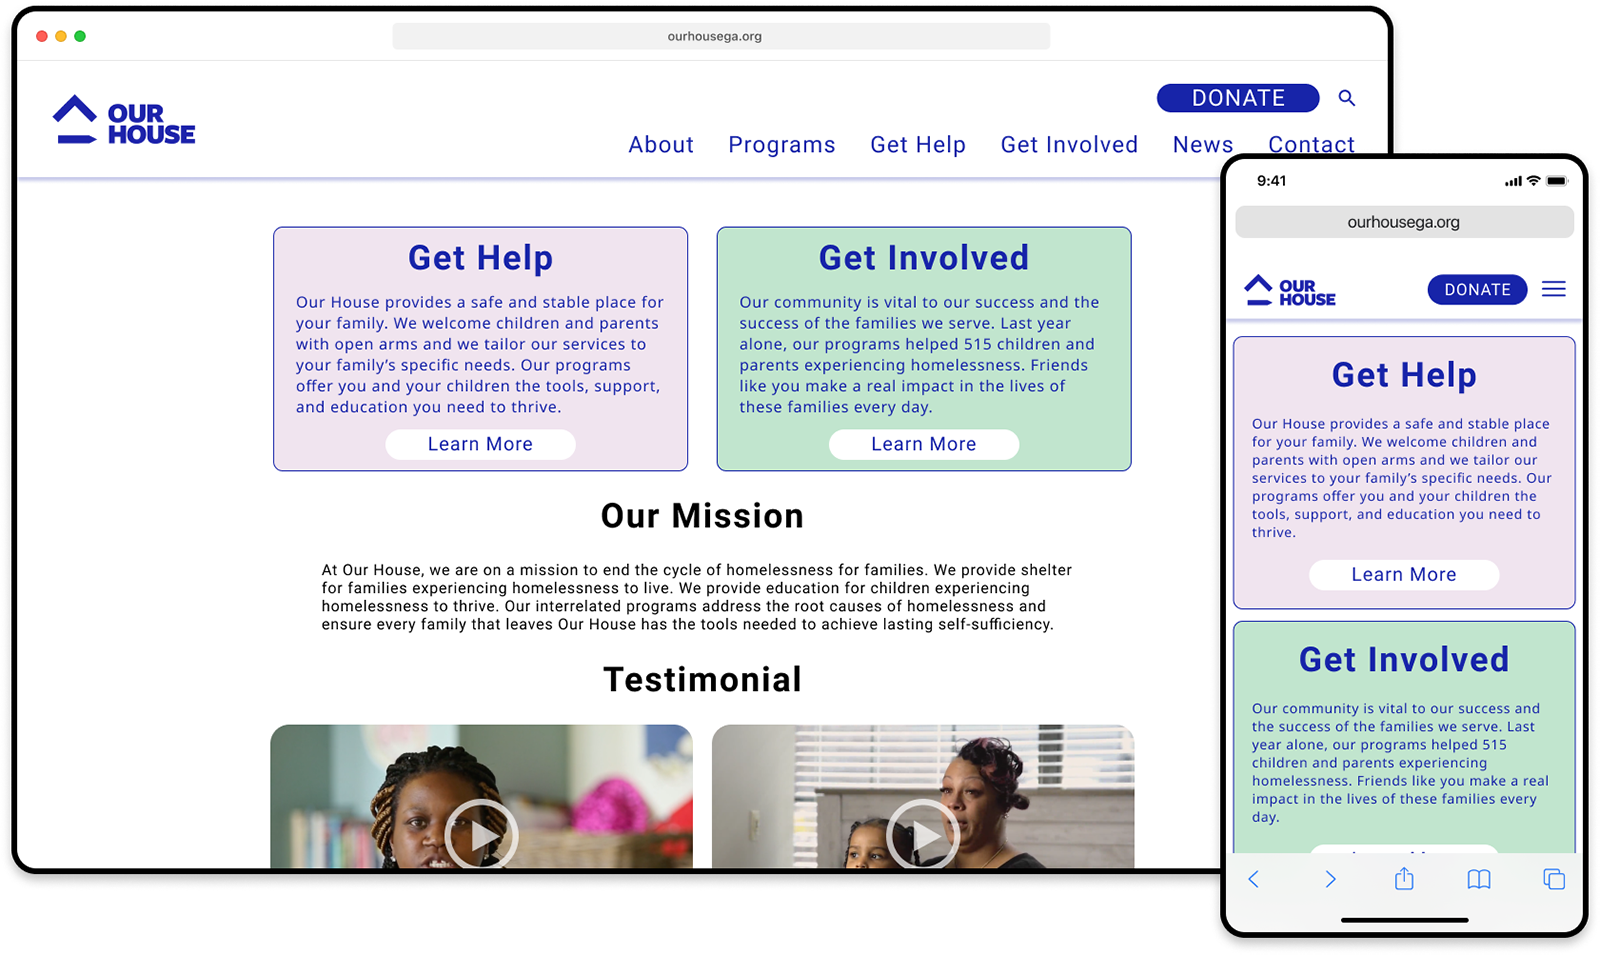 ourhousega.org
OUR
HOUSE
DONATE
About Programs Get Help Get Involved News Contact
Get Help
Our House provides a safe and stable place for
your family. We welcome children and parents
with open arms and we tailor our services to
your family’s specific needs. Our programs
offer you and your children the tools, support,
and education you need to thrive.
Learn More
Get Involved
Our community is vital to our success and the
success of the families we serve. Last year
alone, our programs helped 515 children and
parents experiencing homelessness. Friends
like you make a real impact in the lives of
these families every day.
Learn More
Our Mission
At Our House, we are on a mission to end the cycle of homelessness for families. We provide shelter
for families experiencing homelessness to live. We provide education for children experiencing
homelessness to thrive. Our interrelated programs address the root causes of homelessness and
ensure every family that leaves Our House has the tools needed to achieve lasting self-sufficiency.
Testimonial
9:41
ourhousega.org
OUR
HOUSE
DONATE
Get Help
Our House provides a safe and stable place
for your family. We welcome children and
parents with open arms and we tailor our
services to your family’s specific needs. Our
programs offer you and your children the
tools, support, and education you need to
thrive.
Learn More
Get Involved
Our community is vital to our success and
the success of the families we serve. Last
year alone, our programs helped 515
children and parents experiencing
homelessness. Friends like you make a real
impact in the lives of these families every
day.